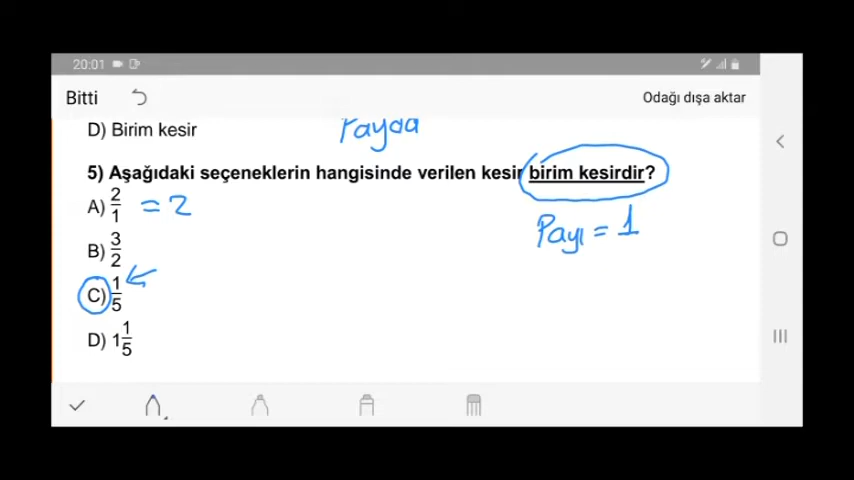 20:01
Bitti
Odağı dışa aktar
D) Birim kesir
Payda
5) Aşağıdaki seçeneklerin hangisinde verilen kesir birim kesirdir?
A) 2/1 = 2
Payı = 1
B) 3/2
C) 1/5
D) 1 1/5